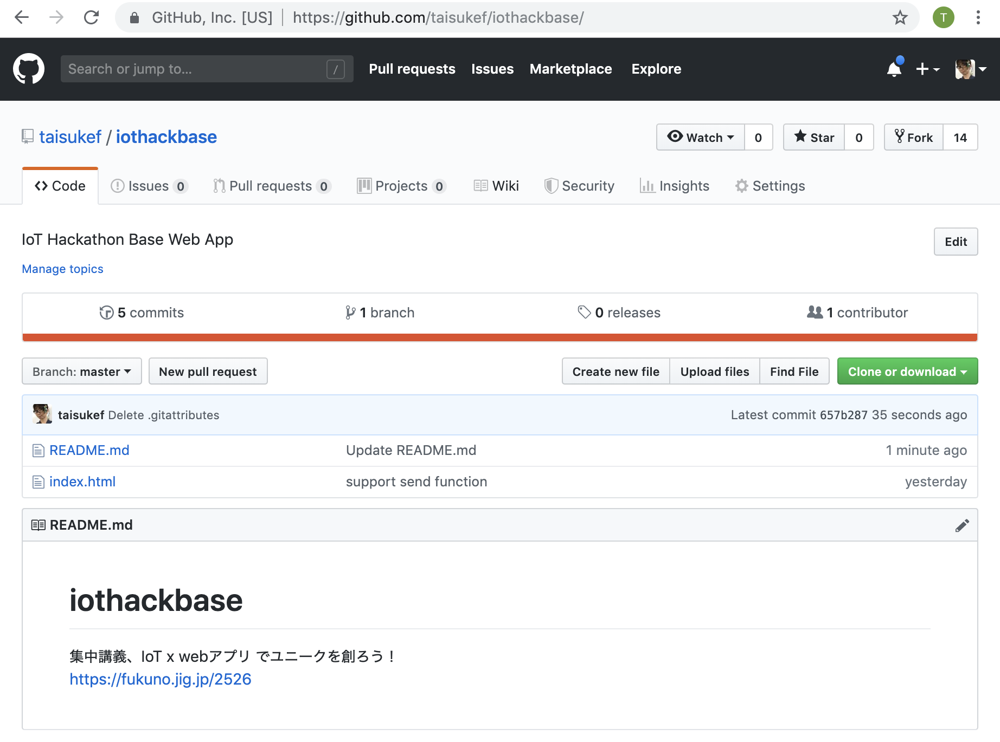 GitHub, Inc. [US] | https://github.com/taisukef/iothackbase/
T
Search or jump to... /
Pull requests Issues Marketplace Explore
taisukef / iothackbase
Watch 0 Star 0 Fork 14
Code Issues 0 Pull requests 0 Projects 0 Wiki Security Insights Settings
IoT Hackathon Base Web App
Edit
Manage topics
5 commits 1 branch 0 releases 1 contributor
Branch: master New pull request Create new file Upload files Find File Clone or download
taisukef Delete .gitattributes Latest commit 657b287 35 seconds ago
README.md Update README.md 1 minute ago
index.html support send function yesterday
README.md
iothackbase
集中講義、IoT x webアプリ でユニークを創ろう！
https://fukuno.jig.jp/2526